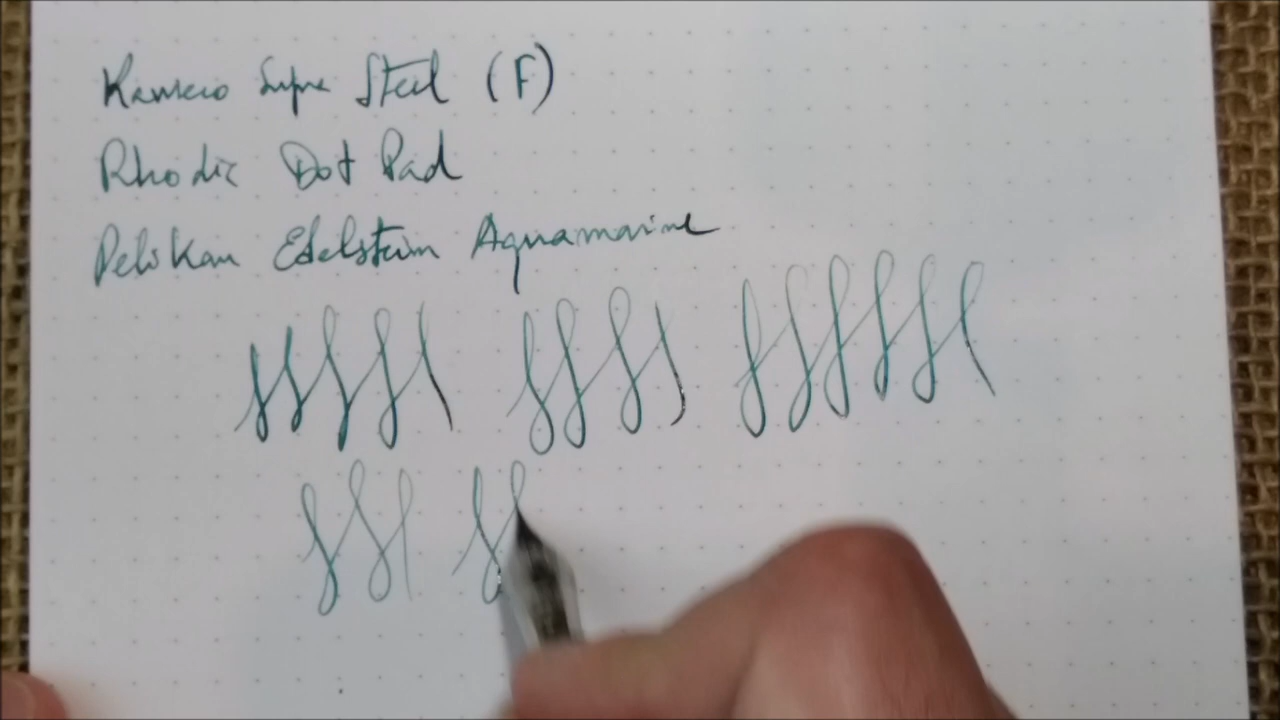 Kaweco Supra Steel (F)
Rhodia Dot Pad
Pelikan Edelstein Aquamarine